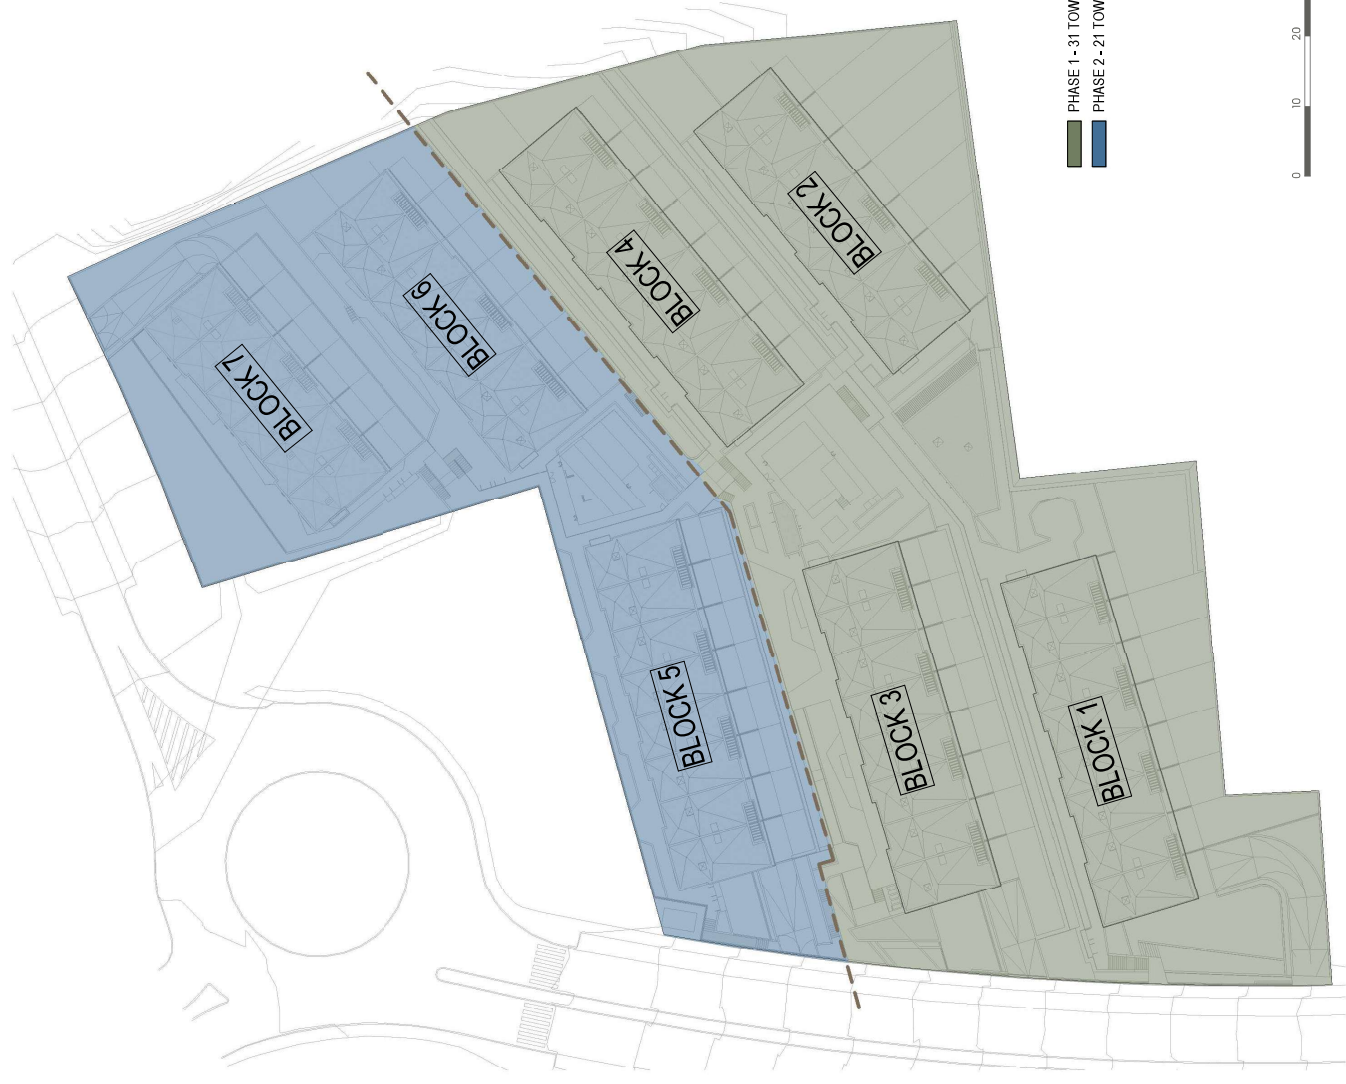 BLOCK 7
BLOCK 6
BLOCK 4
BLOCK 2
BLOCK 5
BLOCK 3
BLOCK 1
PHASE 1 - 31 TOW
PHASE 2 - 21 TOW
0 10 20